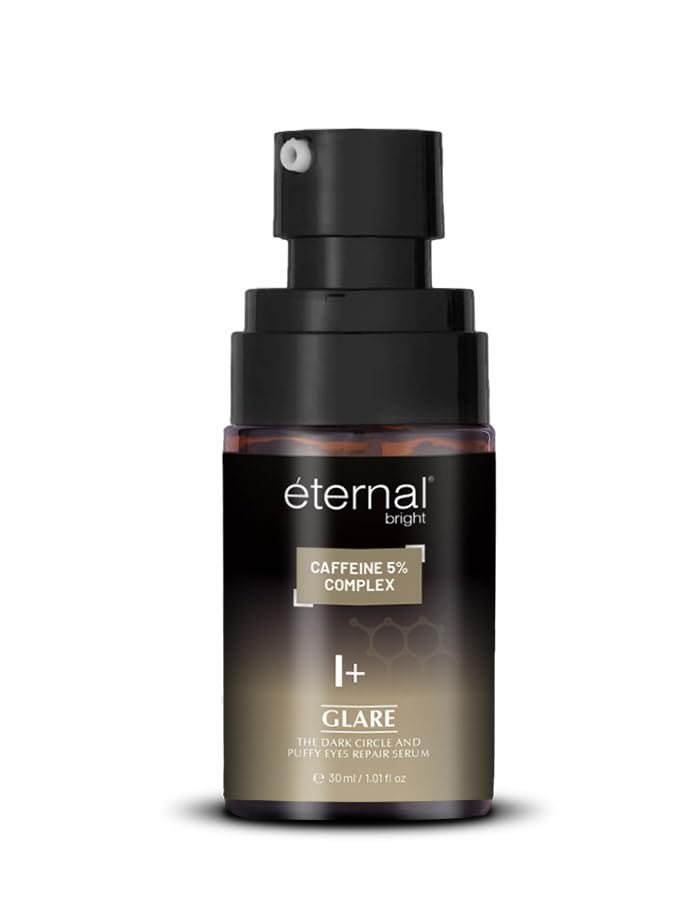 éternal®
bright
CAFFEINE 5%
COMPLEX
I+
GLARE
THE DARK CIRCLE AND
PUFFY EYES REPAIR SERUM
℮ 30 ml / 1.01 fl oz